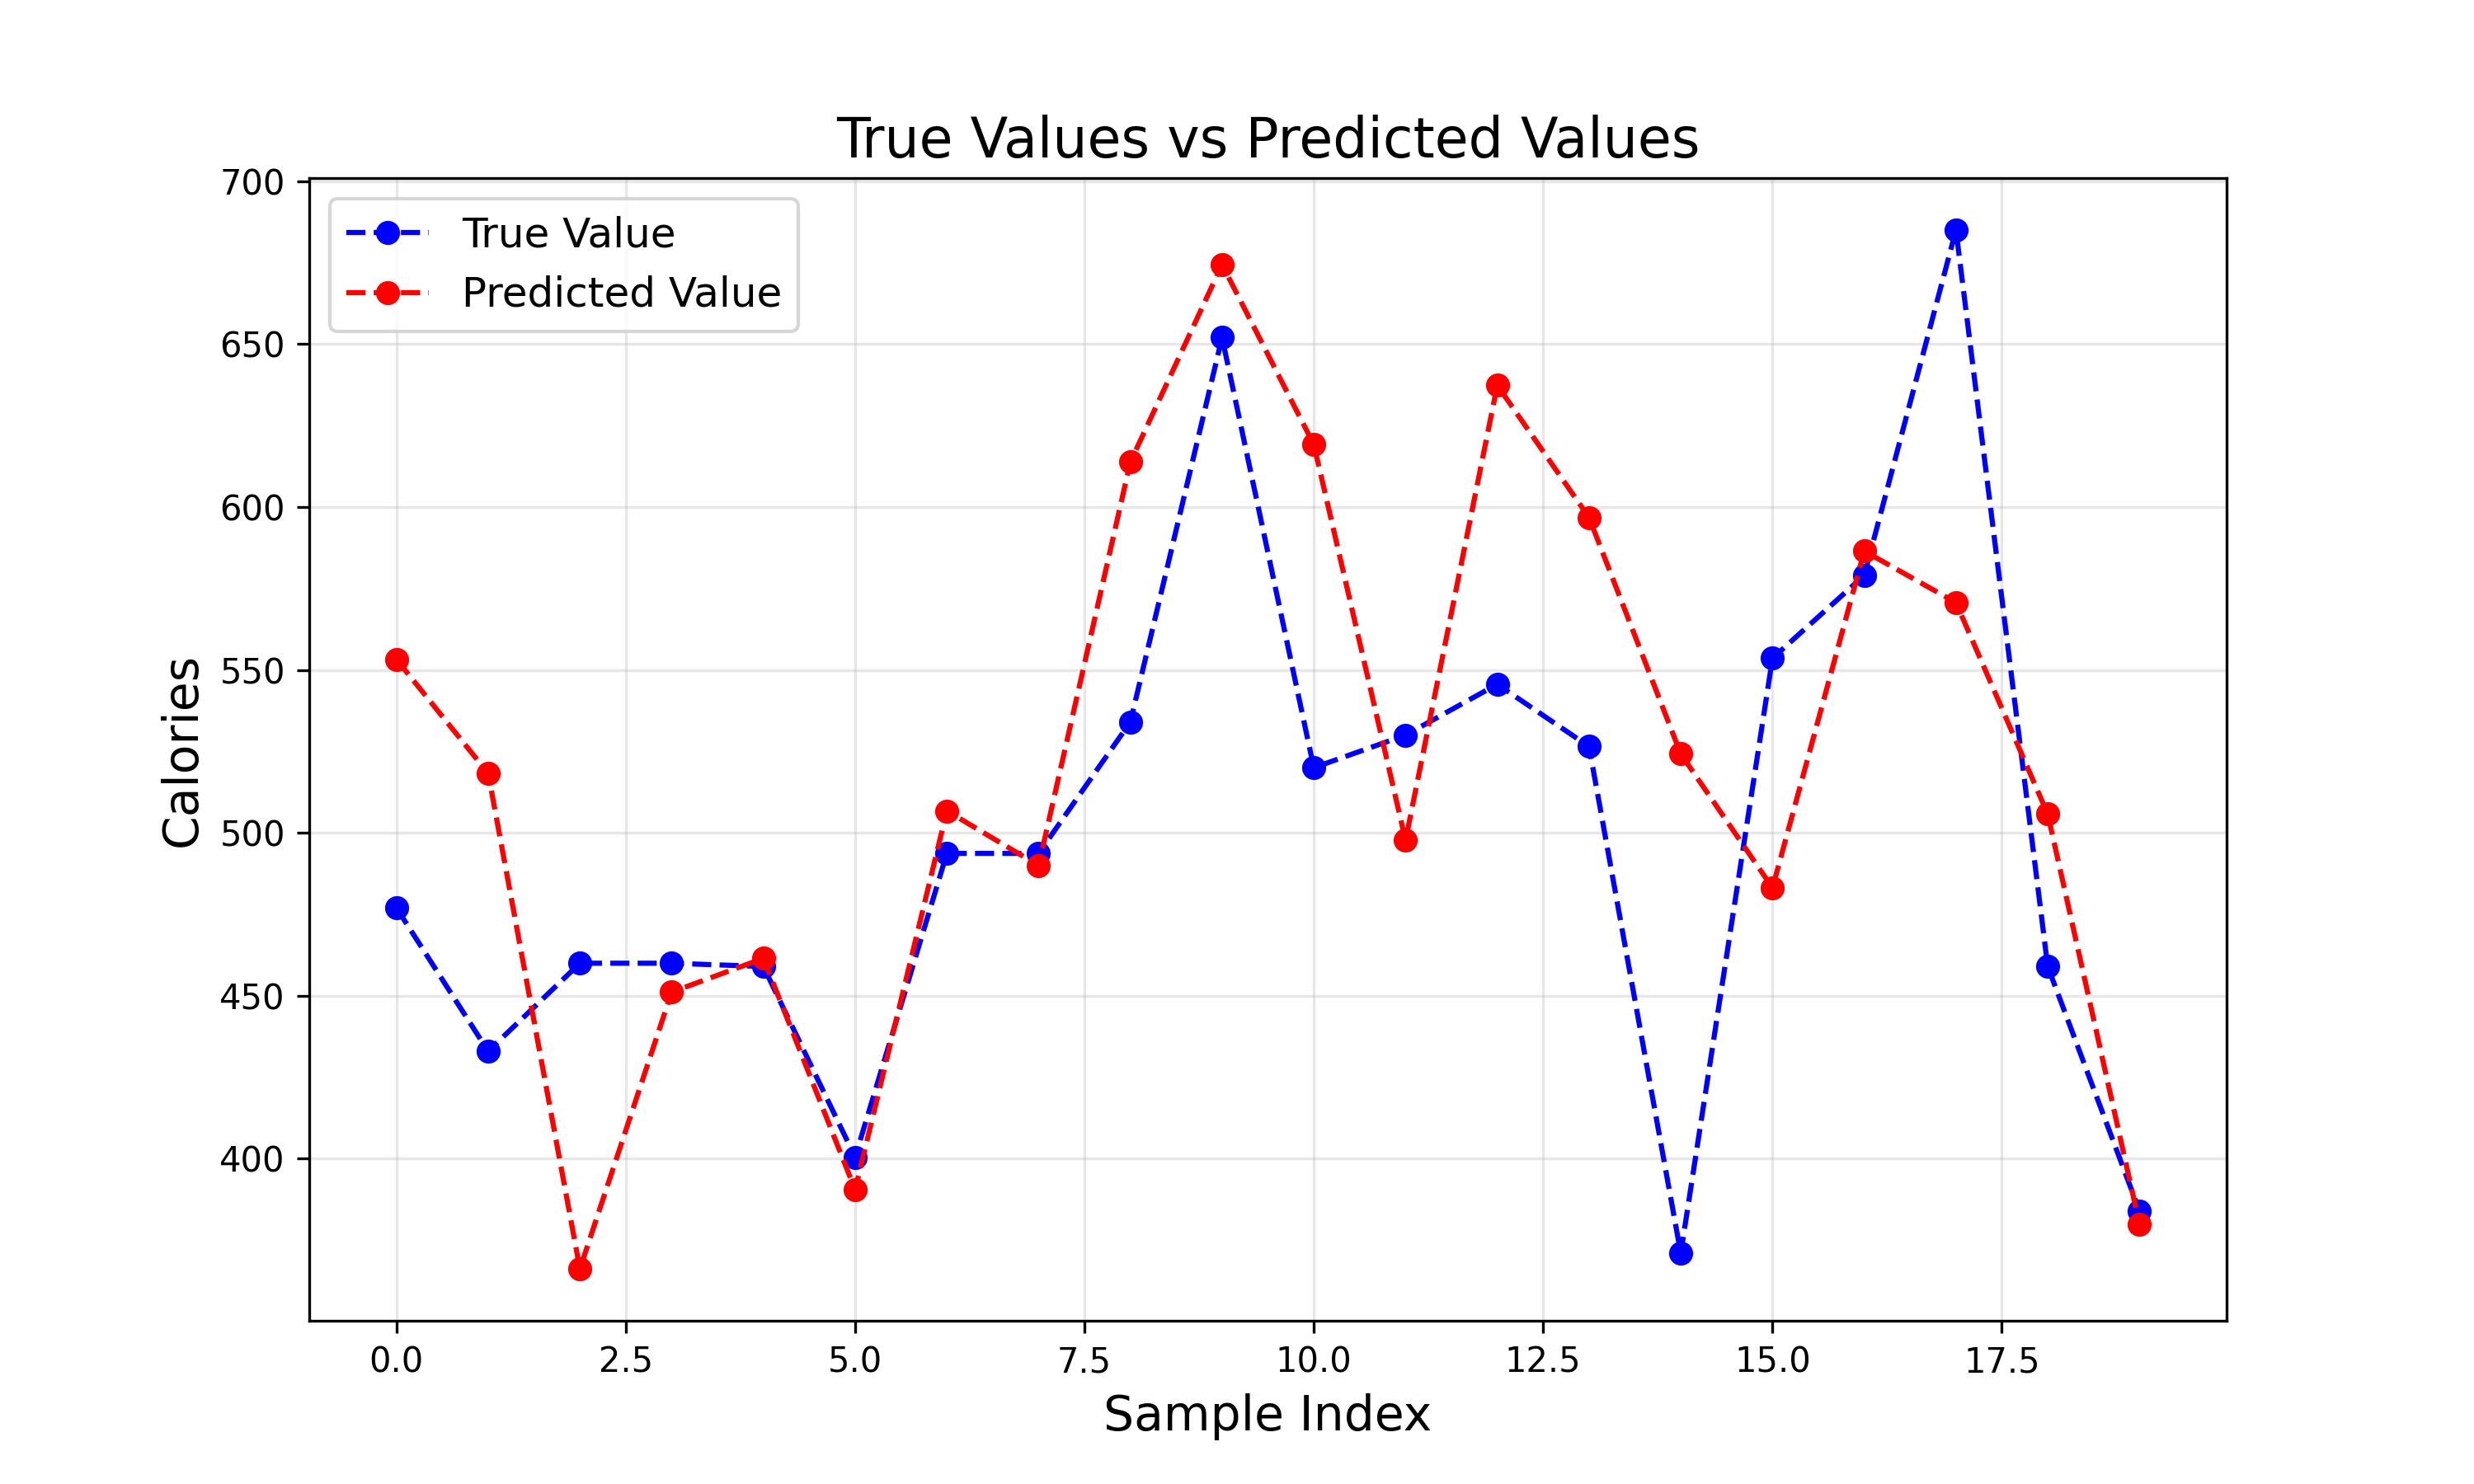 True Values vs Predicted Values
True Value
Predicted Value
Calories
700
650
600
550
500
450
400
0.0 2.5 5.0 7.5 10.0 12.5 15.0 17.5
Sample Index